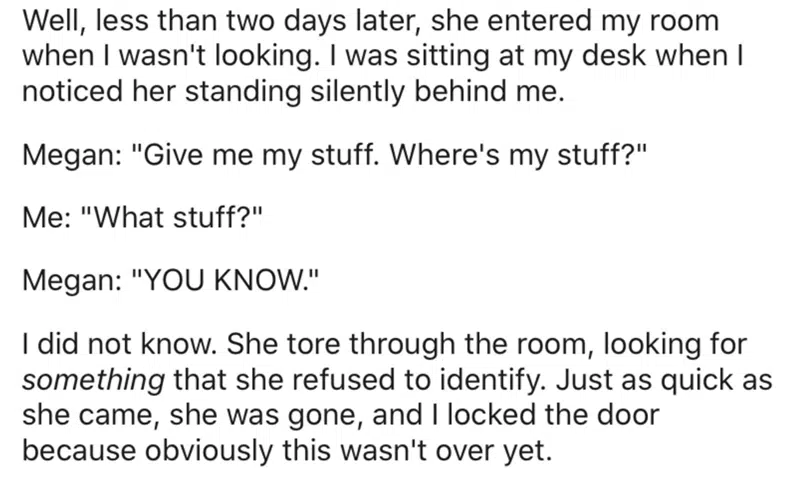 Well, less than two days later, she entered my room
when I wasn't looking. I was sitting at my desk when I
noticed her standing silently behind me.
Megan: "Give me my stuff. Where's my stuff?"
Me: "What stuff?"
Megan: "YOU KNOW."
I did not know. She tore through the room, looking for
something that she refused to identify. Just as quick as
she came, she was gone, and I locked the door
because obviously this wasn't over yet.